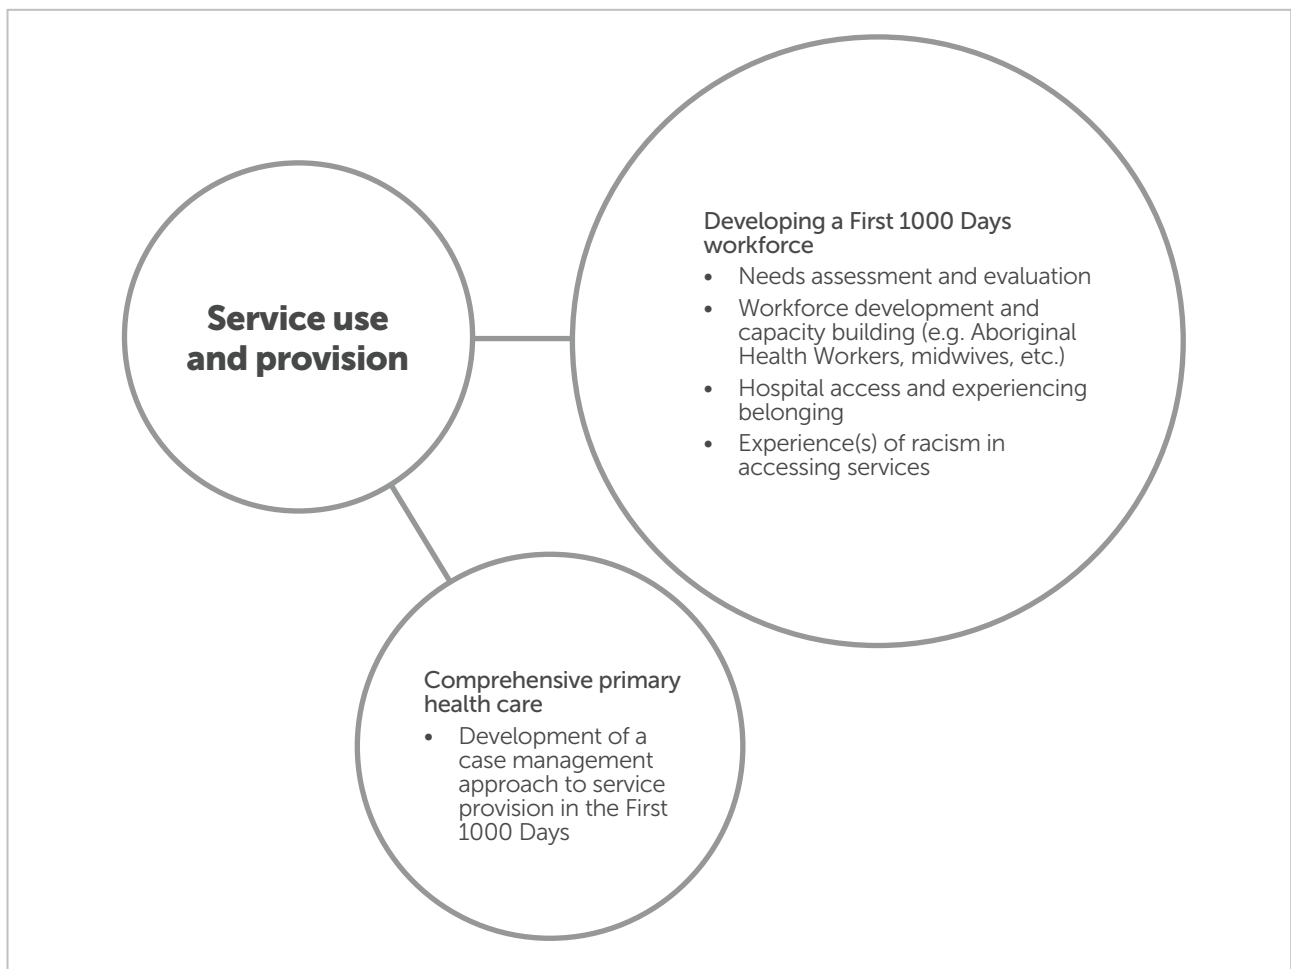 Service use
and provision
Developing a First 1000 Days
workforce
• Needs assessment and evaluation
• Workforce development and
capacity building (e.g. Aboriginal
Health Workers, midwives, etc.)
• Hospital access and experiencing
belonging
• Experience(s) of racism in
accessing services
Comprehensive primary
health care
• Development of a
case management
approach to service
provision in the First
1000 Days